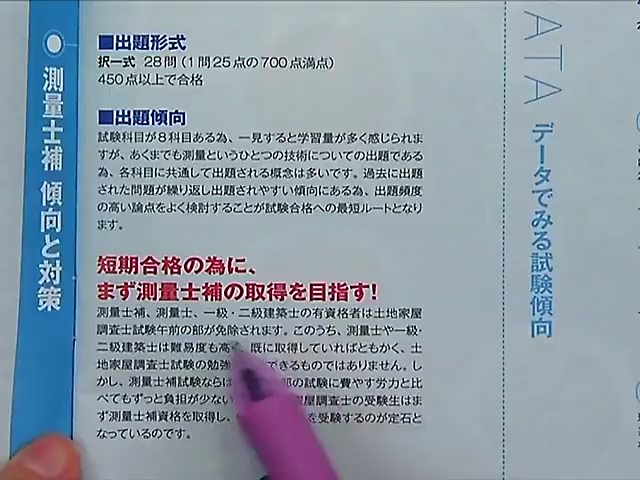 測量士補 傾向と対策
■出題形式
択一式 28問(1問25点の700点満点)
450点以上で合格
■出題傾向
試験科目が8科目ある為、一見すると学習量が多く感じられま
すが、あくまでも測量というひとつの技術についての出題である
為、各科目に共通して出題される概念は多いです。過去に出題
された問題が繰り返し出題されやすい傾向にある為、出題頻度
の高い論点をよく検討することが試験合格への最短ルートとなり
ます。
短期合格の為に、
まず測量士補の取得を目指す!
測量士補、測量士、一級・二級建築士の有資格者は土地家屋
調査士試験午前の部が免除されます。このうち、測量士や一級・
二級建築士は難易度も高 既に取得していればともかく、土
地家屋調査士試験の勉強 できるものではありません。し
かし、測量士補試験ならば 部の試験に費やす労力と比
べてもずっと負担が少ない 家屋調査士の受験生はま
ず測量士補資格を取得し、 を受験するのが定石と
なっているのです。
ATA データでみる試験傾向